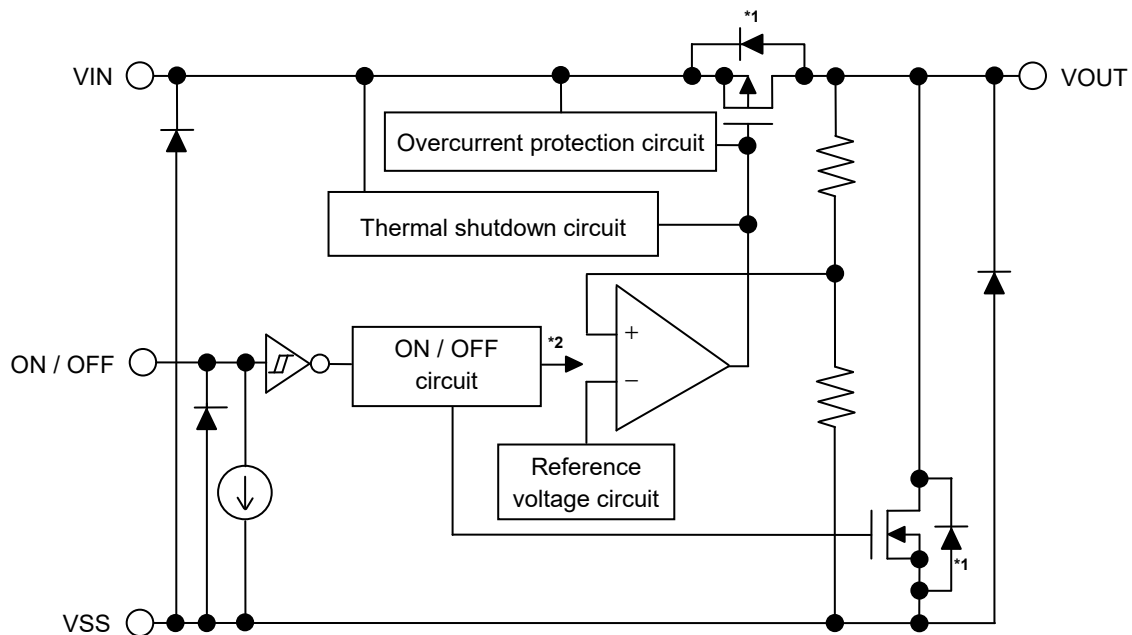 *1
VIN
VOUT
Overcurrent protection circuit
Thermal shutdown circuit
ON / OFF
ON / OFF
circuit
*2
+
−
Reference
voltage circuit
*1
VSS